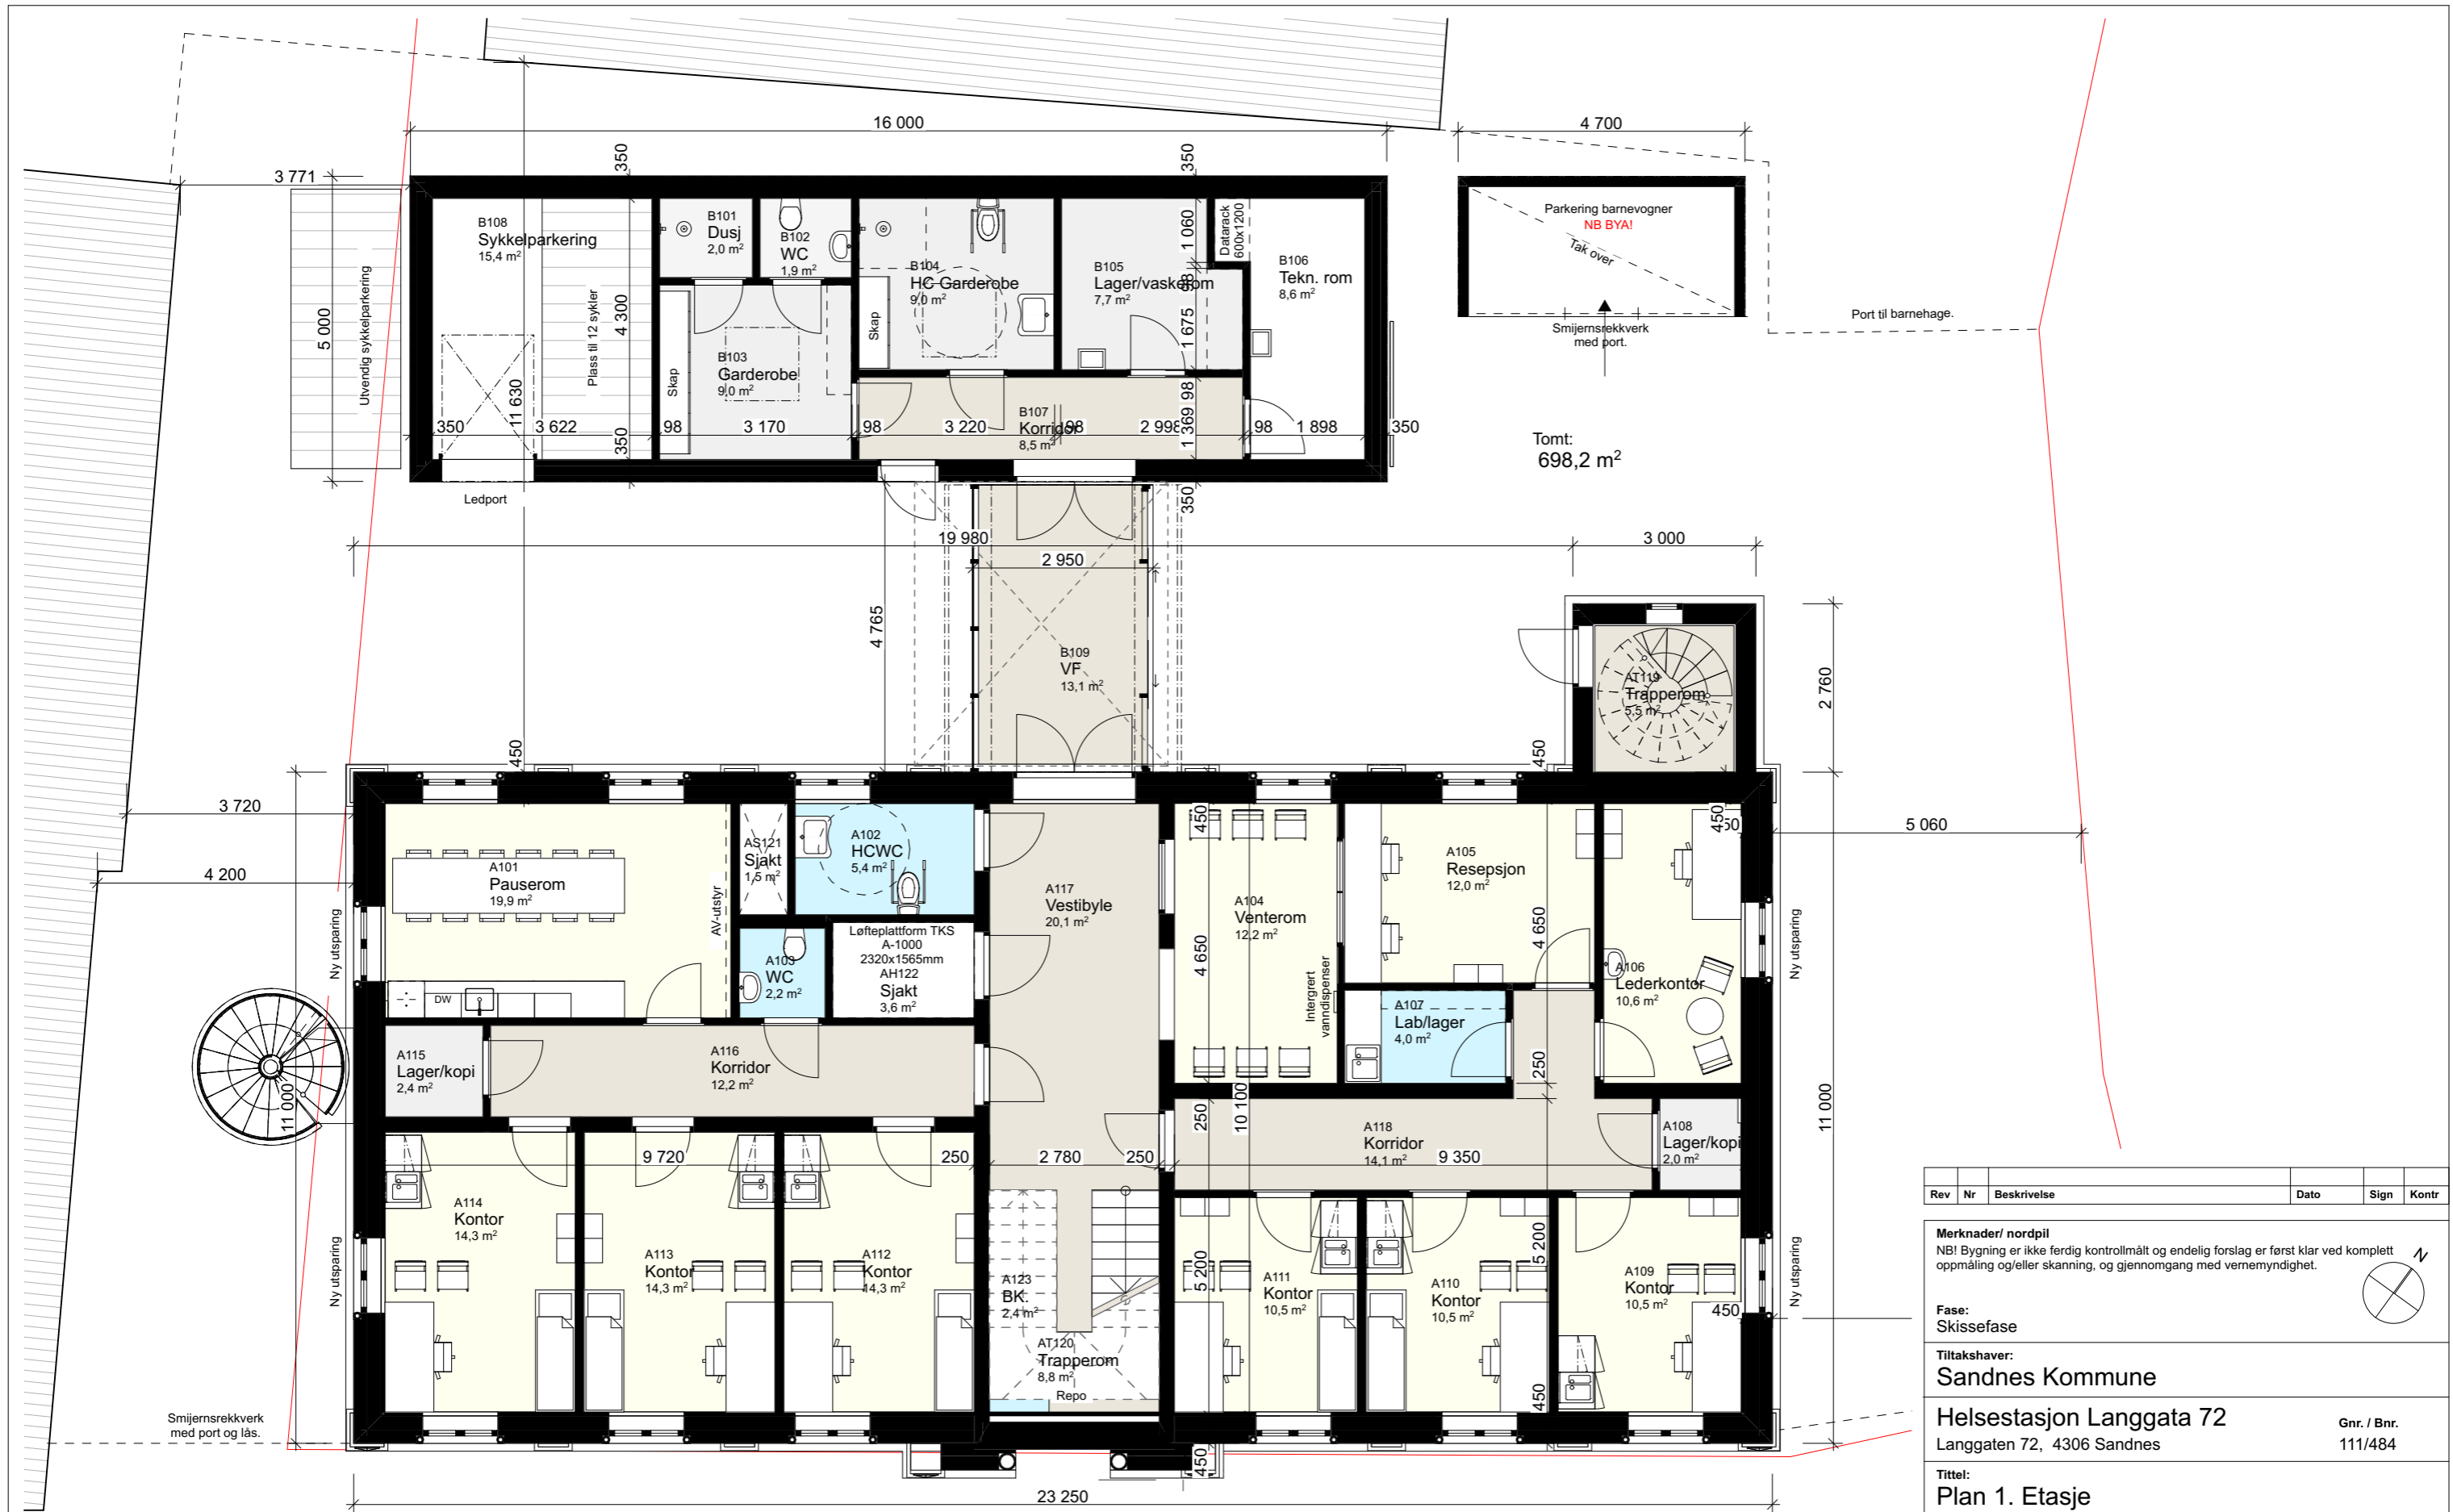 16 000
4 700
350
350
3 771
B108
Sykkelparkering
15,4 m²
B101
Dusj
2,0 m²
B102
WC
1,9 m²
B104
HC Garderobe
9,0 m²
B105
Lager/vaskerom
7,7 m²
Datarack
600x1200
1 060
98
1 675
B106
Tekn. rom
8,6 m²
Parkering barnevogner
NB BYA!
Tak over
Smijernsrekkverk
med port.
Port til barnehage.
Utvendig sykkelparkering
5 000
Plass til 12 sykler
4 300
11 630
Skap
Skap
B103
Garderobe
9,0 m²
B107
Korridor
8,5 m²
98
1 369
350
3 622
98
3 170
98
3 220
98
2 998
98
1 898
350
350
350
Ledport
Tomt:
698,2 m²
19 980
3 000
2 950
4 765
B109
VF
13,1 m²
AT119
Trapperom
5,5 m²
2 760
450
450
3 720
4 200
5 060
A101
Pauserom
19,9 m²
AV-utstyr
DW
AS121
Sjakt
1,5 m²
A102
HCWC
5,4 m²
A103
WC
2,2 m²
Løfteplattform TKS
A-1000
2320x1565mm
AH122
Sjakt
3,6 m²
A117
Vestibyle
20,1 m²
450
A104
Venterom
12,2 m²
4 650
Intergrert
vanndispenser
A105
Resepsjon
12,0 m²
4 650
450
450
A106
Lederkontor
10,6 m²
A107
Lab/lager
4,0 m²
Ny utsparing
Ny utsparing
A115
Lager/kopi
2,4 m²
A116
Korridor
12,2 m²
11 000
250
250
10 100
A118
Korridor
14,1 m²
A108
Lager/kopi
2,0 m²
11 000
9 720
250
2 780
250
9 350
A114
Kontor
14,3 m²
A113
Kontor
14,3 m²
A112
Kontor
14,3 m²
A123
BK.
2,4 m²
AT120
Trapperom
8,8 m²
Repo
5 200
A111
Kontor
10,5 m²
A110
Kontor
10,5 m²
5 200
A109
Kontor
10,5 m²
450
450
450
Ny utsparing
Ny utsparing
Smijernsrekkverk
med port og lås.
23 250
Rev Nr Beskrivelse Dato Sign Kontr
Merknader/ nordpil
NB! Bygning er ikke ferdig kontrollmålt og endelig forslag er først klar ved komplett
oppmåling og/eller skanning, og gjennomgang med vernemyndighet.
N
Fase:
Skissefase
Tiltakshaver:
Sandnes Kommune
Helsestasjon Langgata 72
Gnr. / Bnr.
Langgaten 72, 4306 Sandnes
111/484
Tittel:
Plan 1. Etasje